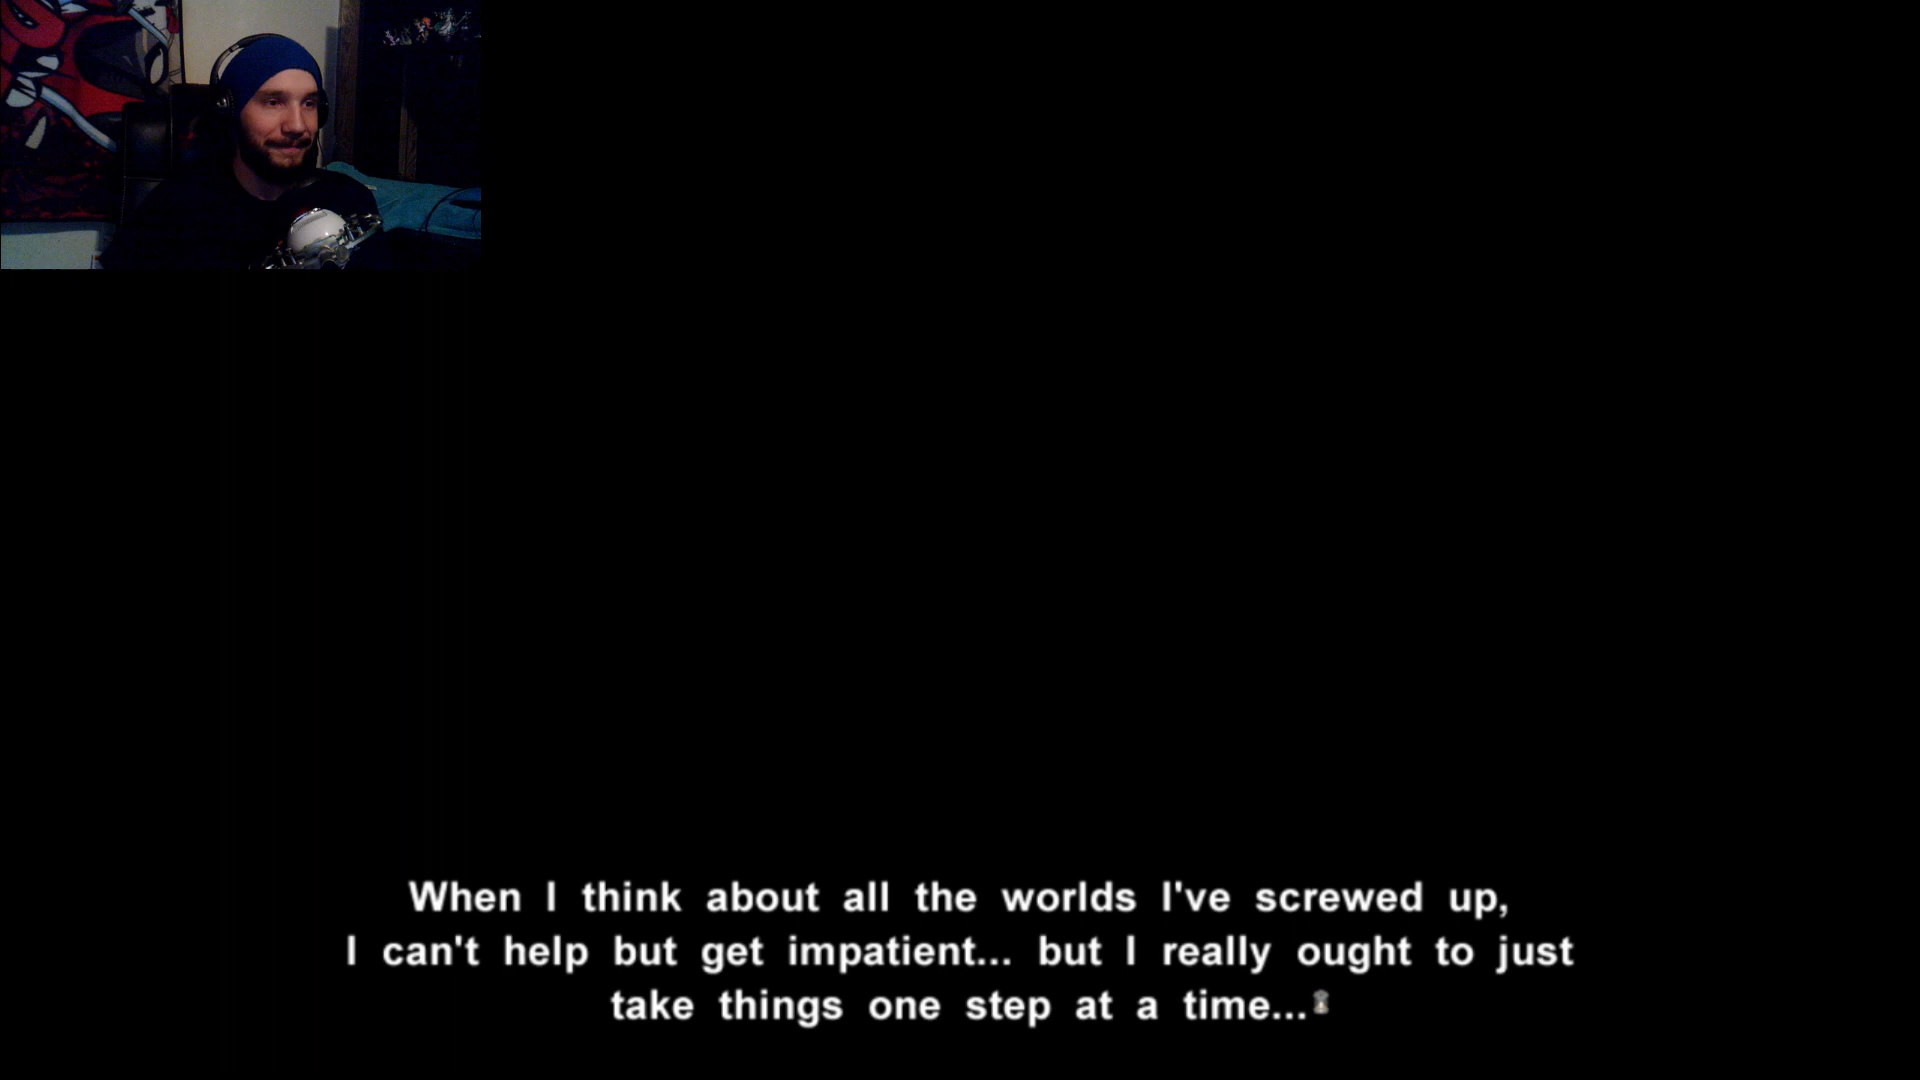 When I think about all the worlds I've screwed up,
I can't help but get impatient... but I really ought to just
take things one step at a time...